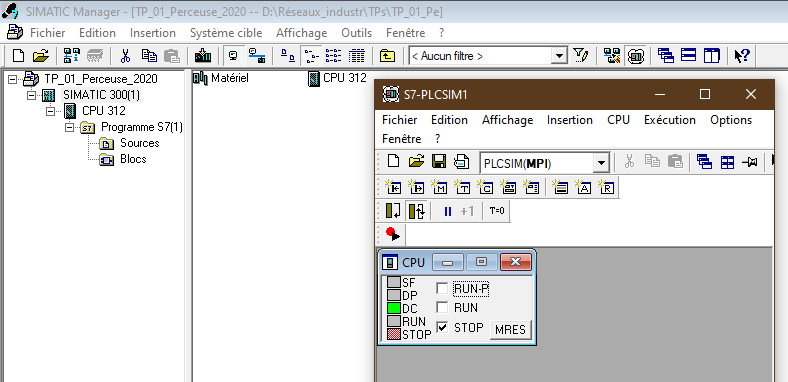 SIMATIC Manager - [TP_01_Perceuse_2020 -- D:\Réseaux_industr\TPs\TP_01_Pe]
Fichier Edition Insertion Système cible Affichage Outils Fenêtre ?
< Aucun filtre >
TP_01_Perceuse_2020
SIMATIC 300(1)
CPU 312
S7 Programme S7(1)
Sources
Blocs
Matériel CPU 312
S7-PLCSIM1
Fichier Edition Affichage Insertion CPU Exécution Options
Fenêtre ?
PLCSIM(MPI)
+1 T=0
CPU
SF
DP
DC
RUN
STOP
RUN-P
RUN
STOP
MRES